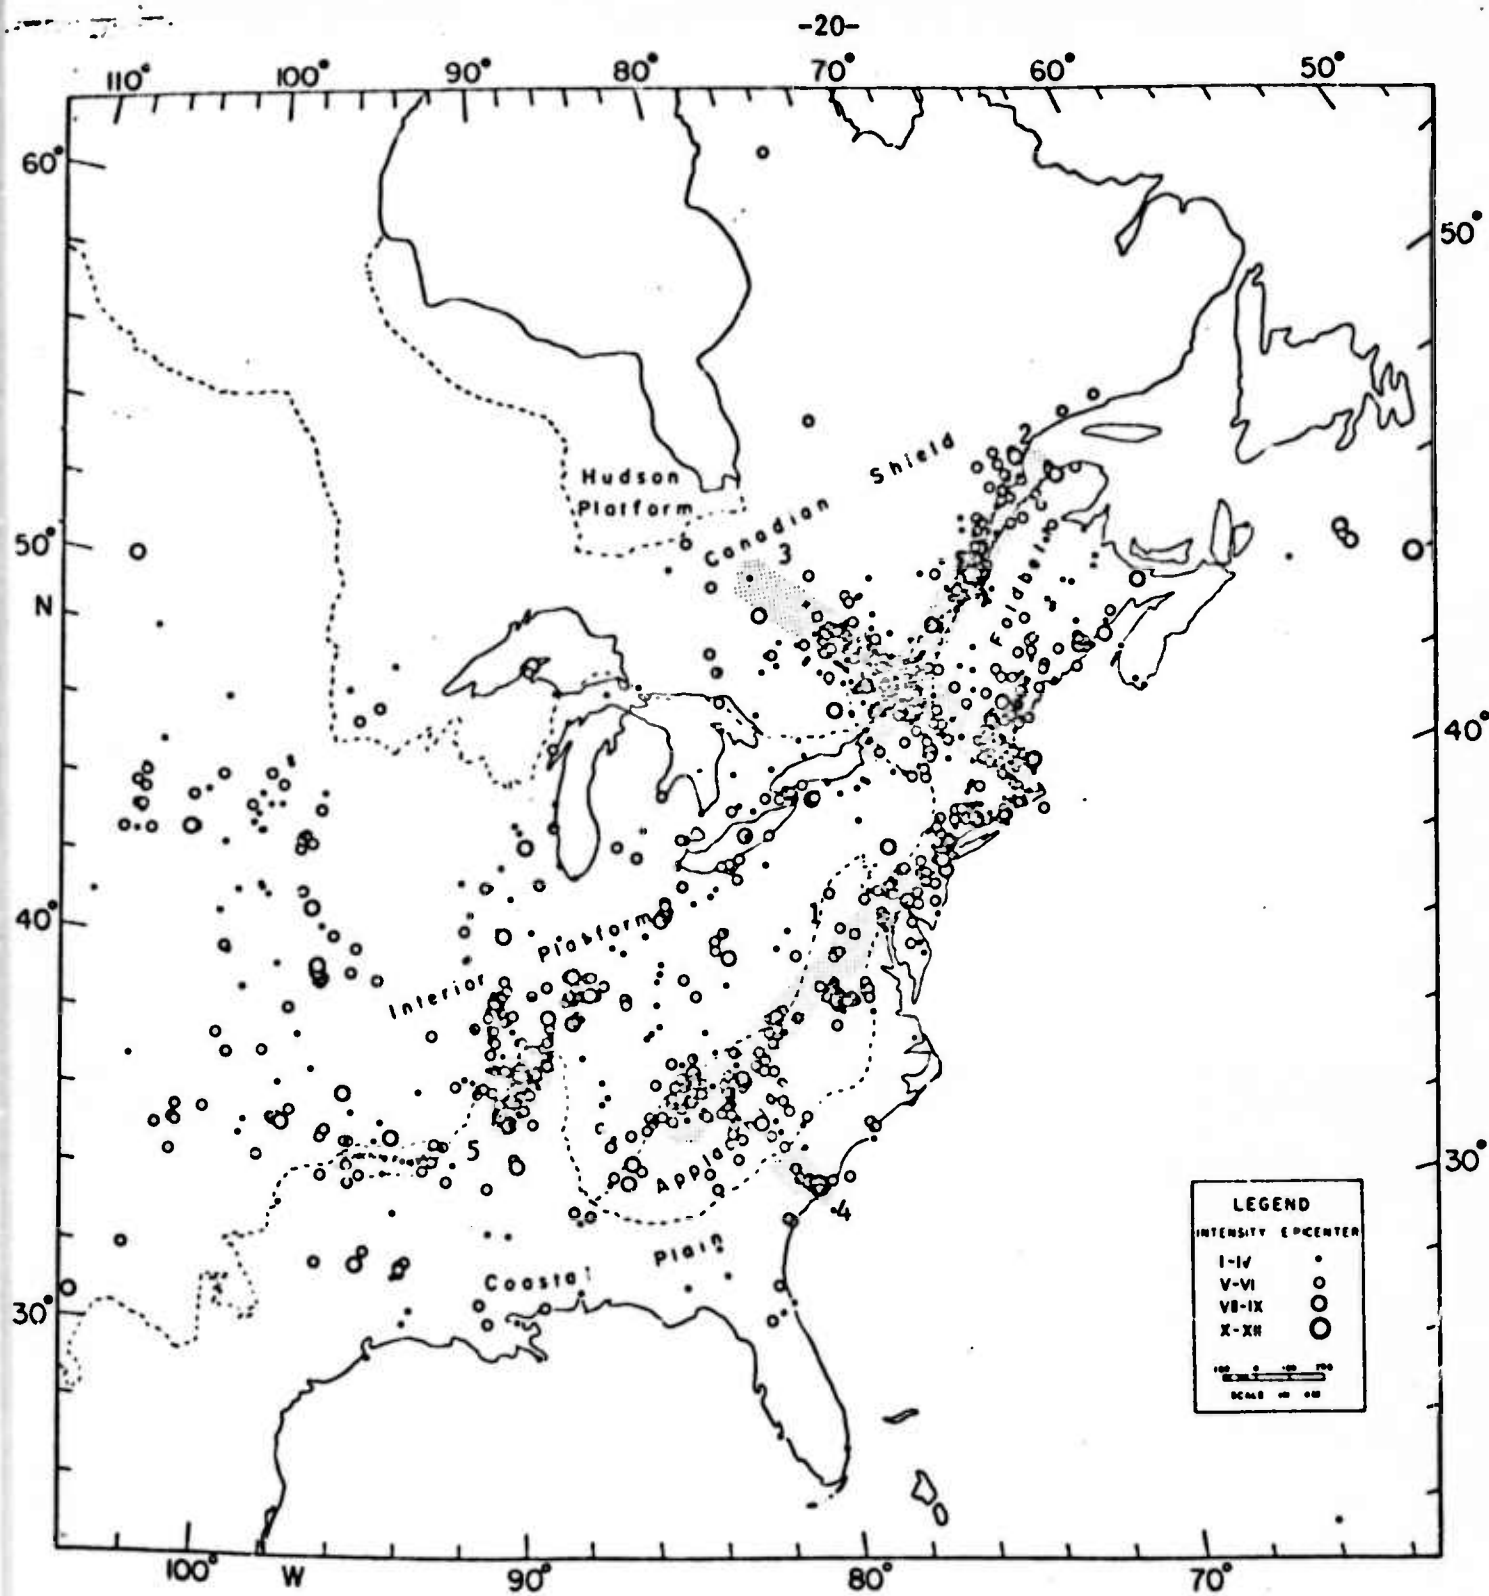 -20-
110° 100° 90° 80° 70° 60° 50°
60°
50°
Hudson
Platform
Canadian Shield
2
3
50°
N
Foldbelt
40°
40°
1
Interior Platform
5
30°
4
Coastal Plain
30°
LEGEND
INTENSITY EPICENTER
I-IV
V-VI
VII-IX
X-XII
SCALE
100° W 90° 80° 70°